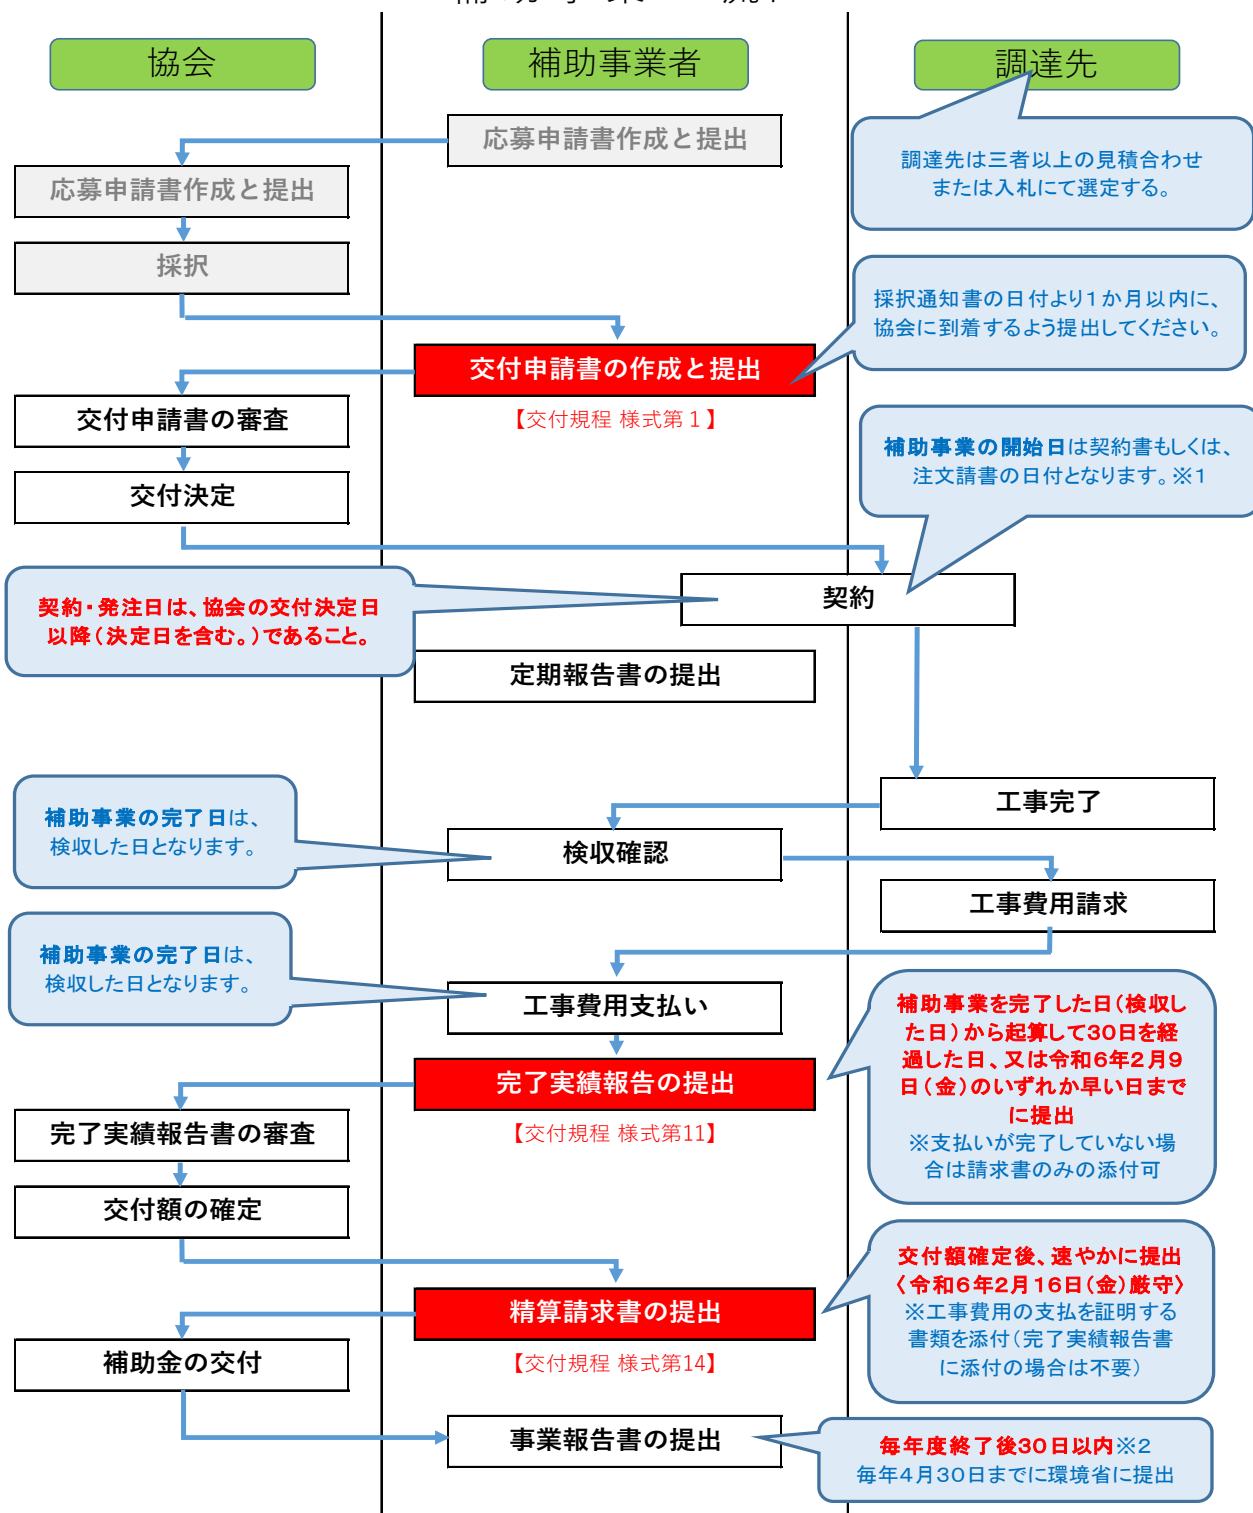 協会
補助事業者
調達先
応募申請書作成と提出
調達先は三者以上の見積合わせ
または入札にて選定する。
応募申請書作成と提出
採択
採択通知書の日付より1か月以内に、
協会に到着するよう提出してください。
交付申請書の作成と提出
【交付規程 様式第1】
交付申請書の審査
補助事業の開始日は契約書もしくは、
注文請書の日付となります。※1
交付決定
契約
契約・発注日は、協会の交付決定日
以降(決定日を含む。)であること。
定期報告書の提出
工事完了
補助事業の完了日は、
検収した日となります。
検収確認
工事費用請求
補助事業の完了日は、
検収した日となります。
工事費用支払い
補助事業を完了した日(検収し
た日)から起算して30日を経
過した日、又は令和6年2月9
日(金)のいずれか早い日まで
に提出
※支払いが完了していない場
合は請求書のみの添付可
完了実績報告の提出
【交付規程 様式第11】
完了実績報告書の審査
交付額の確定
交付額確定後、速やかに提出
〈令和6年2月16日(金)厳守〉
※工事費用の支払を証明する
書類を添付(完了実績報告書
に添付の場合は不要)
精算請求書の提出
【交付規程 様式第14】
補助金の交付
事業報告書の提出
毎年度終了後30日以内※2
毎年4月30日までに環境省に提出